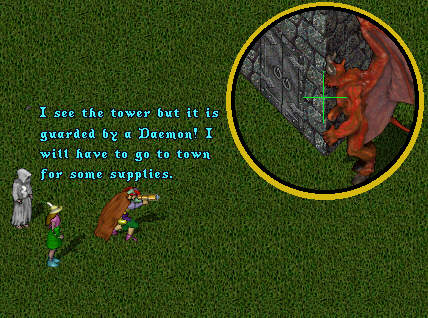 I see the tower but it is
guarded by a Daemon! I
will have to go to town
for some supplies.